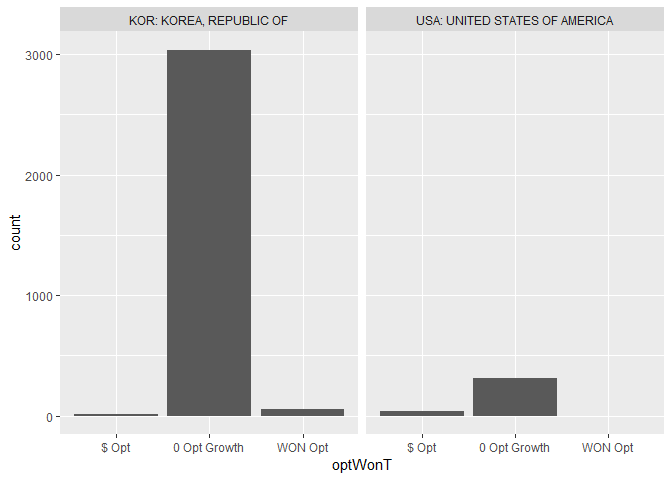 KOR: KOREA, REPUBLIC OF
USA: UNITED STATES OF AMERICA
3000
2000
1000
0
count
$ Opt
0 Opt Growth
WON Opt
$ Opt
0 Opt Growth
WON Opt
optWonT